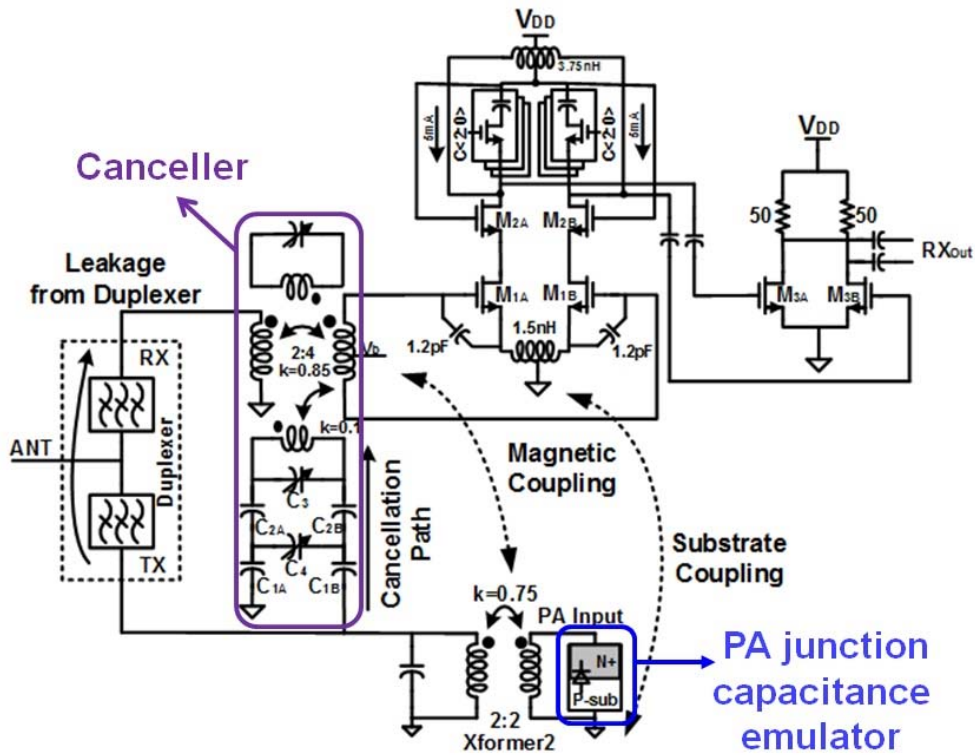 VDD
3.75nH
5mA
C<2:0>
C<2:0>
5mA
M2A
M2B
M1A
M1B
1.5nH
1.2pF
1.2pF
VDD
50
50
RXOut
M3A
M3B
Canceller
Leakage
from Duplexer
2:4
k=0.85
k=0.1
C3
C2A
C2B
C4
C1A
C1B
Cancellation
Path
RX
ANT
Duplexer
TX
Magnetic
Coupling
Substrate
Coupling
k=0.75
PA Input
N+
P-sub
2:2
Xformer2
PA junction
capacitance
emulator